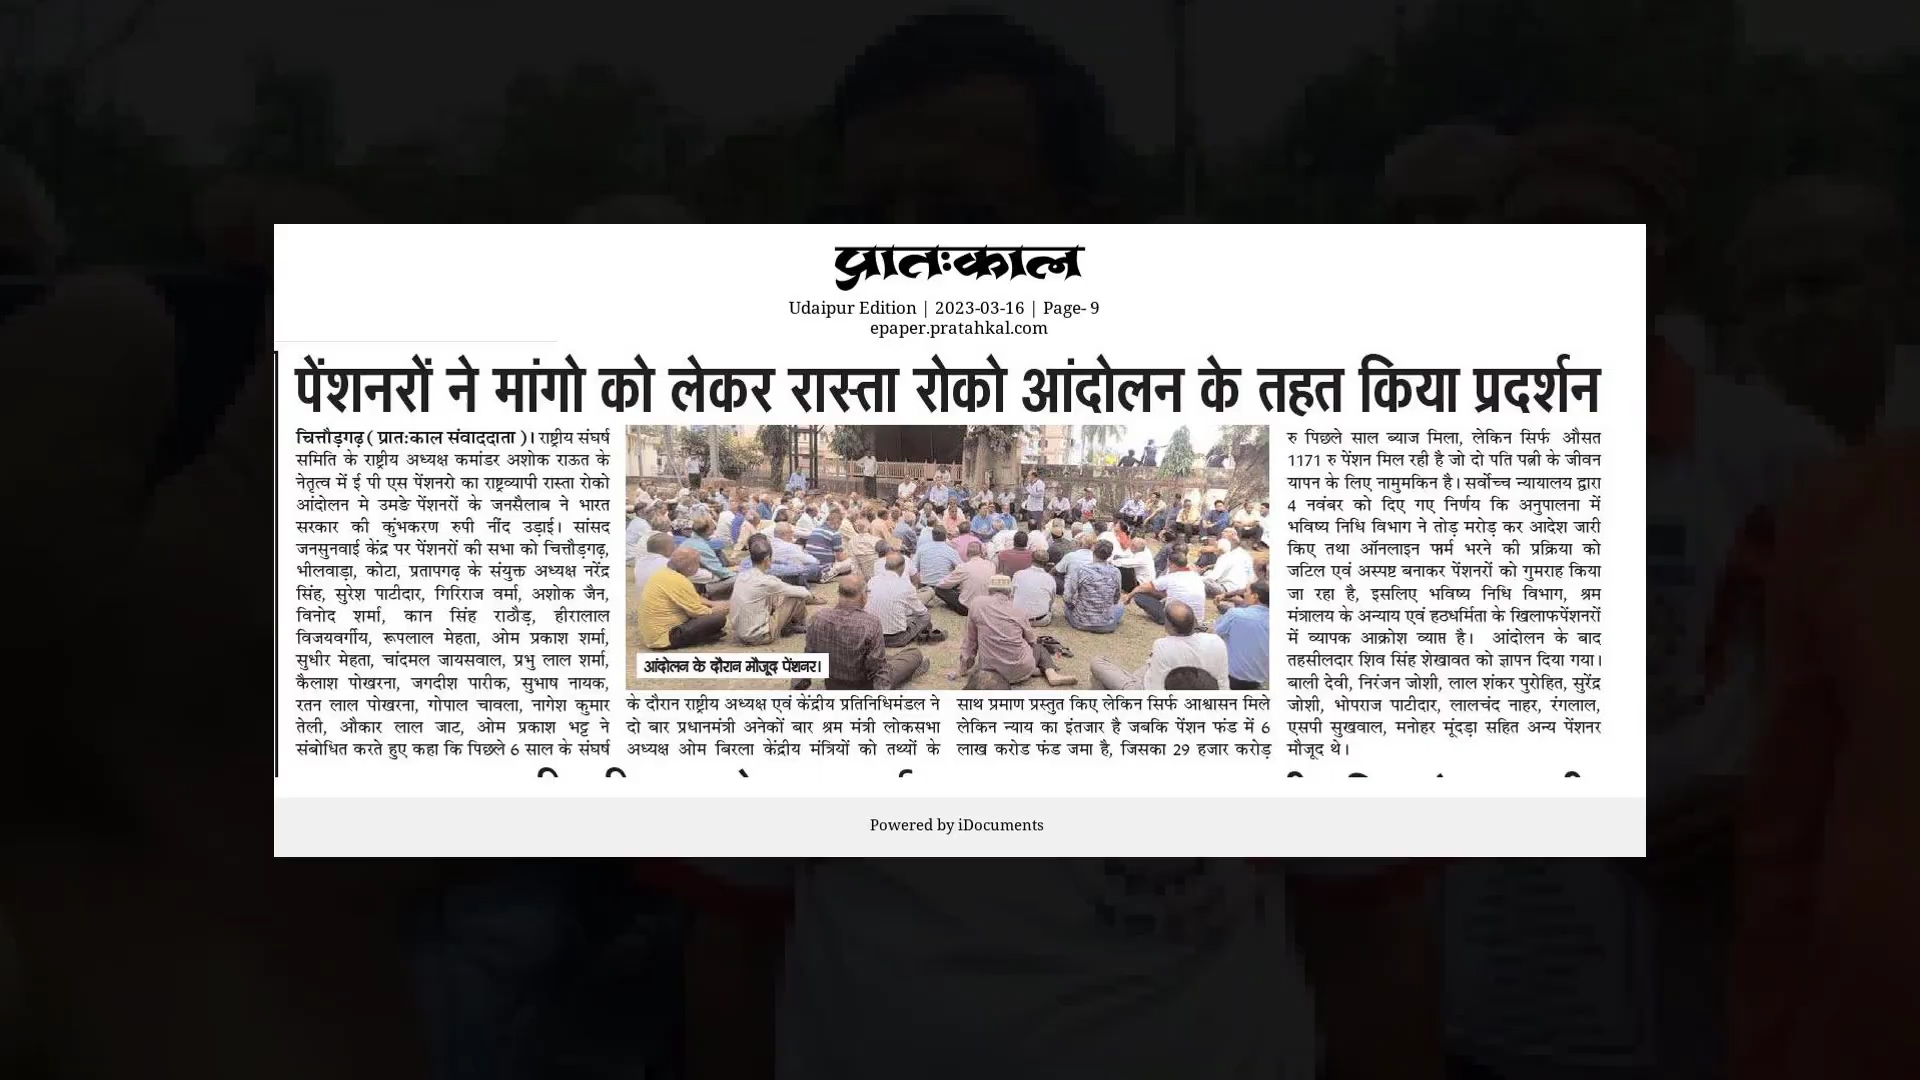 प्रातःकाल
Udaipur Edition | 2023-03-16 | Page- 9
epaper.pratahkal.com
पेंशनरों ने मांगो को लेकर रास्ता रोको आंदोलन के तहत किया प्रदर्शन
चित्तौड़गढ़ ( प्रातःकाल संवाददाता )। राष्ट्रीय संघर्ष
समिति के राष्ट्रीय अध्यक्ष कमांडर अशोक राऊत के
नेतृत्व में ई पी एस पेंशनरो का राष्ट्रव्यापी रास्ता रोको
आंदोलन मे उमङे पेंशनरों के जनसैलाब ने भारत
सरकार की कुंभकरण रुपी नींद उड़ाई। सांसद
जनसुनवाई केंद्र पर पेंशनरों की सभा को चित्तौड़गढ़,
भीलवाड़ा, कोटा, प्रतापगढ़ के संयुक्त अध्यक्ष नरेंद्र
सिंह, सुरेश पाटीदार, गिरिराज वर्मा, अशोक जैन,
विनोद शर्मा, कान सिंह राठौड़, हीरालाल
विजयवर्गीय, रूपलाल मेहता, ओम प्रकाश शर्मा,
सुधीर मेहता, चांदमल जायसवाल, प्रभु लाल शर्मा,
कैलाश पोखरना, जगदीश पारीक, सुभाष नायक,
रतन लाल पोखरना, गोपाल चावला, नागेश कुमार
तेली, औकार लाल जाट, ओम प्रकाश भट्ट ने
संबोधित करते हुए कहा कि पिछले 6 साल के संघर्ष
आंदोलन के दौरान मौजूद पेंशनर।
के दौरान राष्ट्रीय अध्यक्ष एवं केंद्रीय प्रतिनिधिमंडल ने
दो बार प्रधानमंत्री अनेकों बार श्रम मंत्री लोकसभा
अध्यक्ष ओम बिरला केंद्रीय मंत्रियों को तथ्यों के
साथ प्रमाण प्रस्तुत किए लेकिन सिर्फ आश्वासन मिले
लेकिन न्याय का इंतजार है जबकि पेंशन फंड में 6
लाख करोड फंड जमा है, जिसका 29 हजार करोड़
रु पिछले साल ब्याज मिला, लेकिन सिर्फ औसत
1171 रु पेंशन मिल रही है जो दो पति पत्नी के जीवन
यापन के लिए नामुमकिन है। सर्वोच्च न्यायालय द्वारा
4 नवंबर को दिए गए निर्णय कि अनुपालना में
भविष्य निधि विभाग ने तोड़ मरोड़ कर आदेश जारी
किए तथा ऑनलाइन फार्म भरने की प्रक्रिया को
जटिल एवं अस्पष्ट बनाकर पेंशनरों को गुमराह किया
जा रहा है, इसलिए भविष्य निधि विभाग, श्रम
मंत्रालय के अन्याय एवं हठधर्मिता के खिलाफपेंशनरों
में व्यापक आक्रोश व्याप्त है। आंदोलन के बाद
तहसीलदार शिव सिंह शेखावत को ज्ञापन दिया गया।
बाली देवी, निरंजन जोशी, लाल शंकर पुरोहित, सुरेंद्र
जोशी, भोपराज पाटीदार, लालचंद नाहर, रंगलाल,
एसपी सुखवाल, मनोहर मूंदड़ा सहित अन्य पेंशनर
मौजूद थे।
Powered by iDocuments